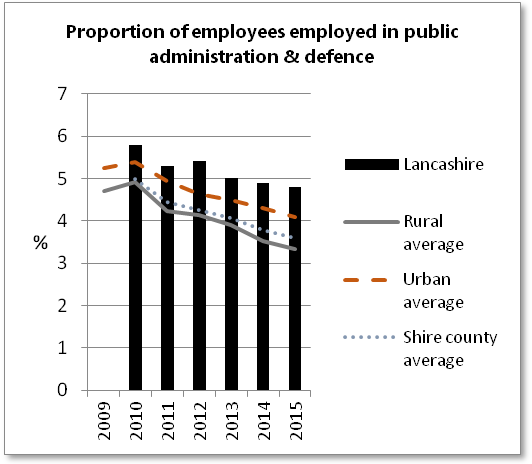 Proportion of employees employed in public
administration & defence
7
6
5
4
3
2
1
0
%
2009
2010
2011
2012
2013
2014
2015
Lancashire
Rural
average
Urban
average
Shire county
average